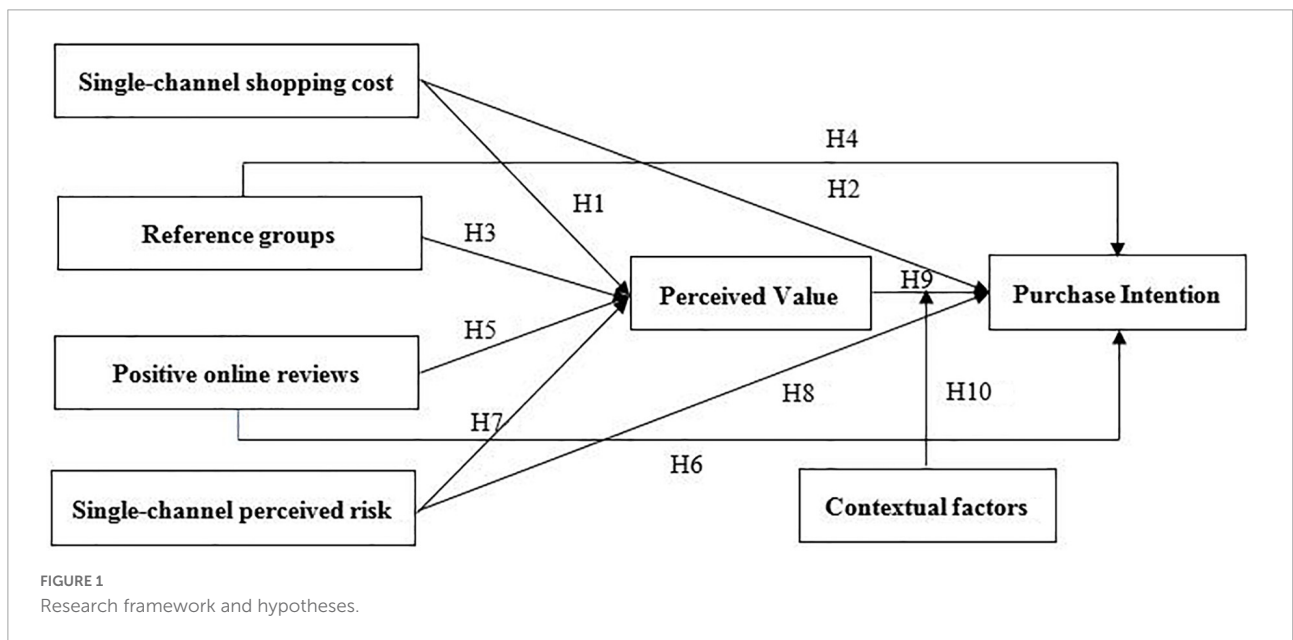 Single-channel shopping cost
H4
H2
H1
Reference groups
H3
H9
Perceived Value
Purchase Intention
H5
Positive online reviews
H8
H10
H7
H6
Single-channel perceived risk
Contextual factors
FIGURE 1
Research framework and hypotheses.